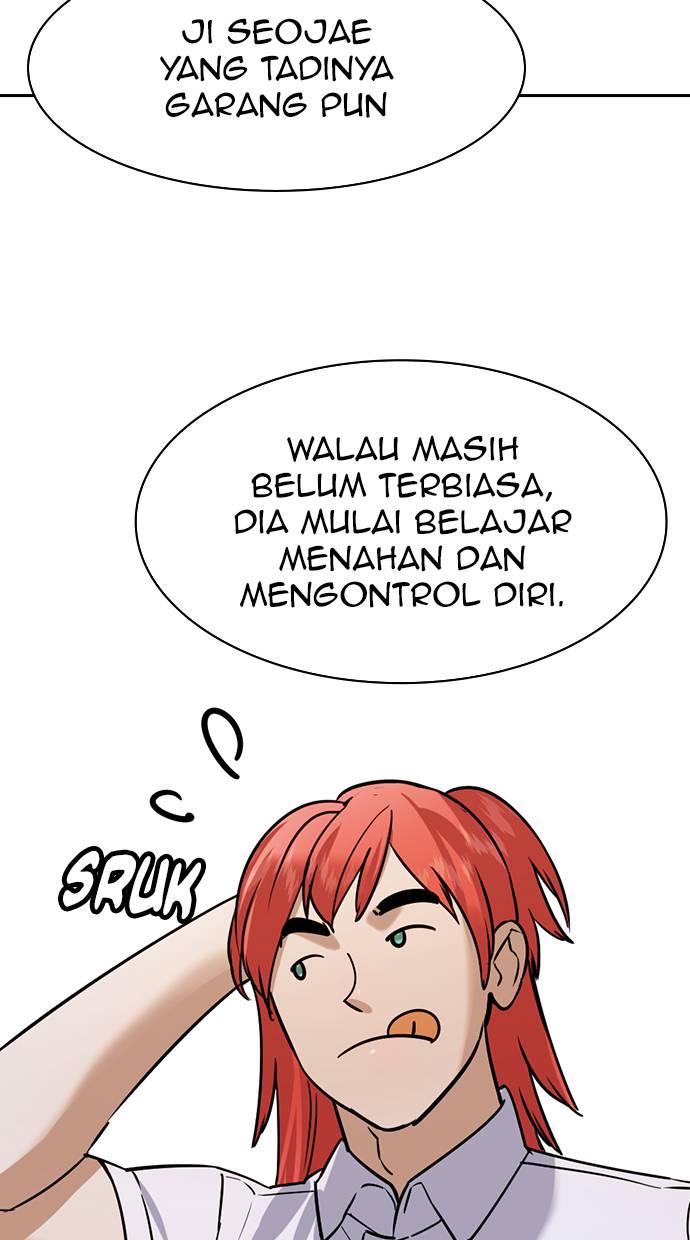 JI SEOJAE
YANG TADINYA
GARANG PUN
WALAU MASIH
BELUM TERBIASA,
DIA MULAI BELAJAR
MENAHAN DAN
MENGONTROL DIRI.
SRUK